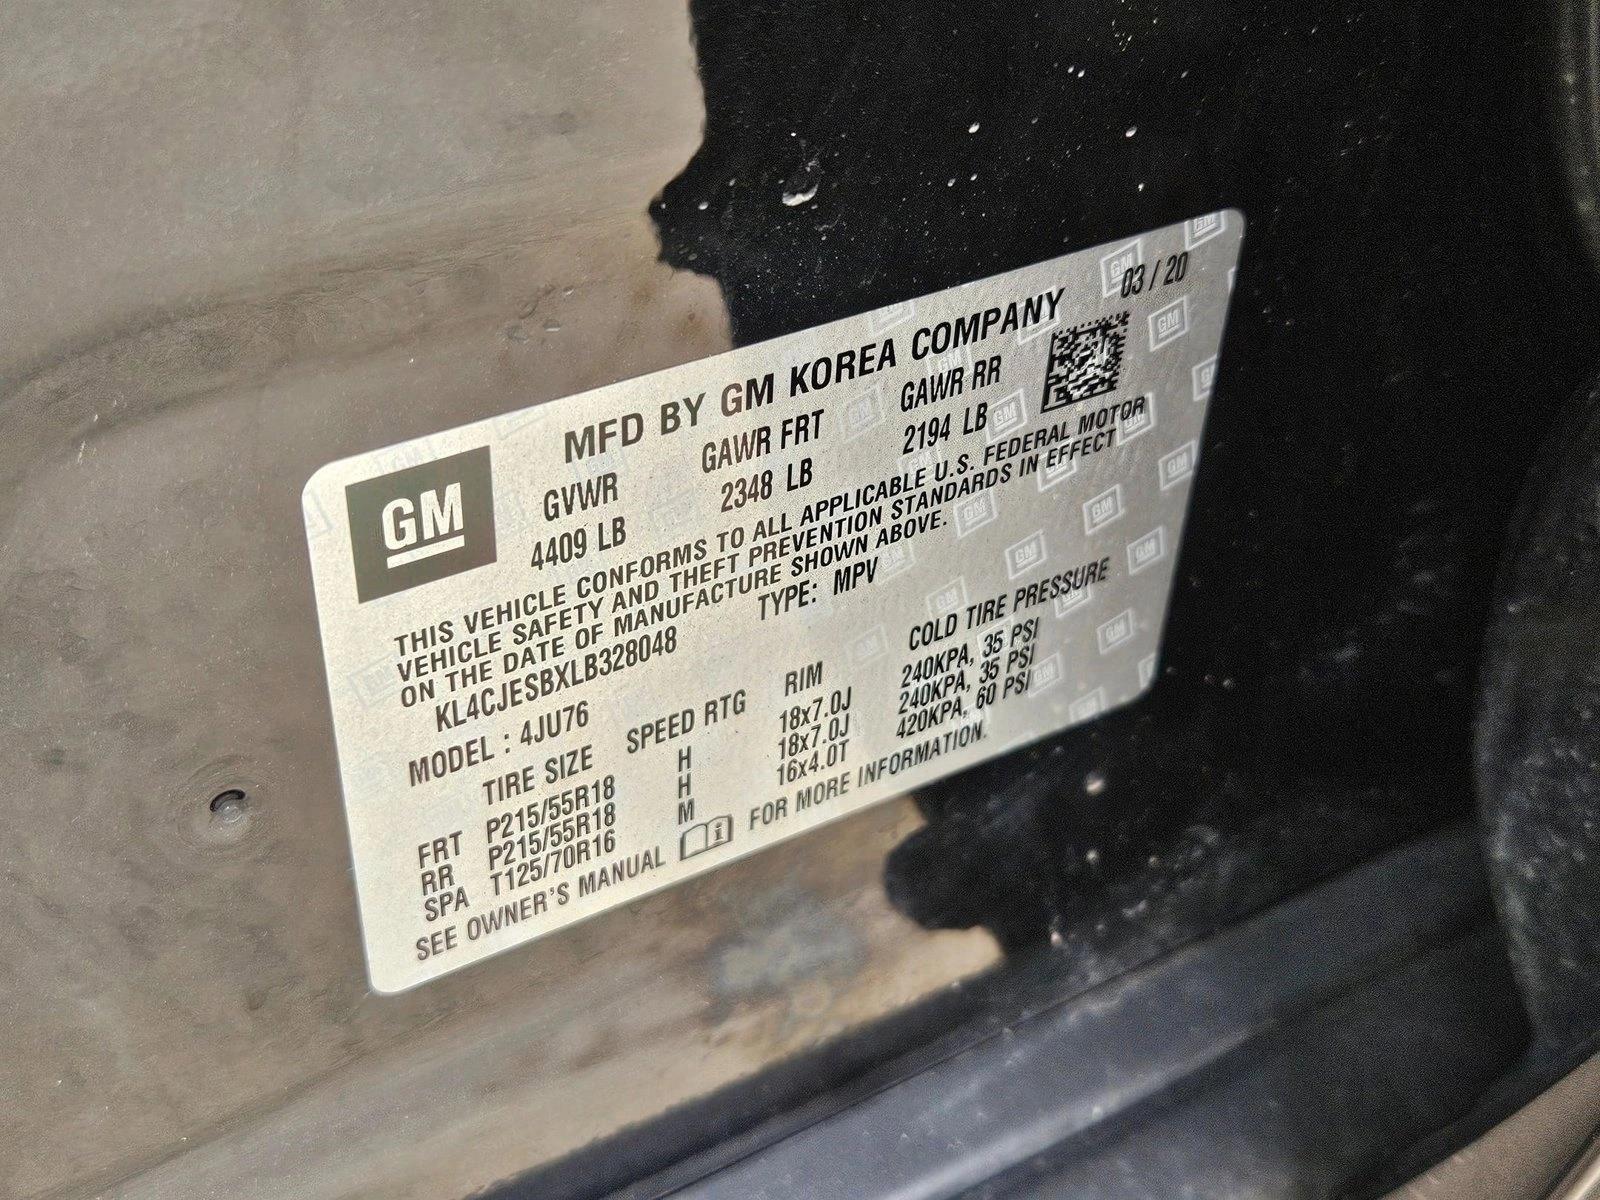 03 / 20
MFD BY GM KOREA COMPANY
GM
GVWR GAWR FRT GAWR RR
4409 LB 2348 LB 2194 LB
THIS VEHICLE CONFORMS TO ALL APPLICABLE U.S. FEDERAL MOTOR
VEHICLE SAFETY AND THEFT PREVENTION STANDARDS IN EFFECT
ON THE DATE OF MANUFACTURE SHOWN ABOVE.
KL4CJESBXLB328048 TYPE: MPV
MODEL : 4JU76
TIRE SIZE SPEED RTG RIM COLD TIRE PRESSURE
FRT P215/55R18 H 18x7.0J 240KPA, 35 PSI
RR P215/55R18 H 18x7.0J 240KPA, 35 PSI
SPA T125/70R16 M 16x4.0T 420KPA, 60 PSI
SEE OWNER'S MANUAL FOR MORE INFORMATION.